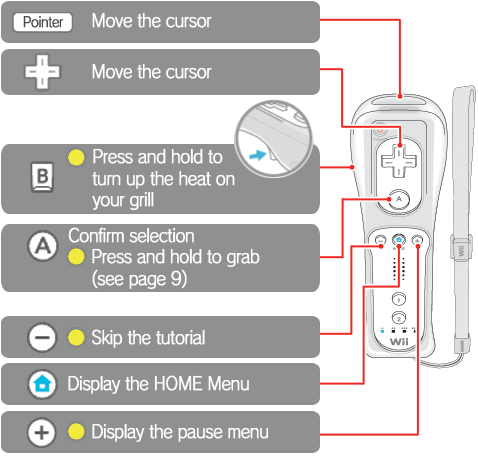 Pointer Move the cursor
Move the cursor
B Press and hold to
turn up the heat on
your grill
A Confirm selection
Press and hold to grab
(see page 9)
− Skip the tutorial
Display the HOME Menu
+ Display the pause menu
A
− +
1
2
Wii
Wii